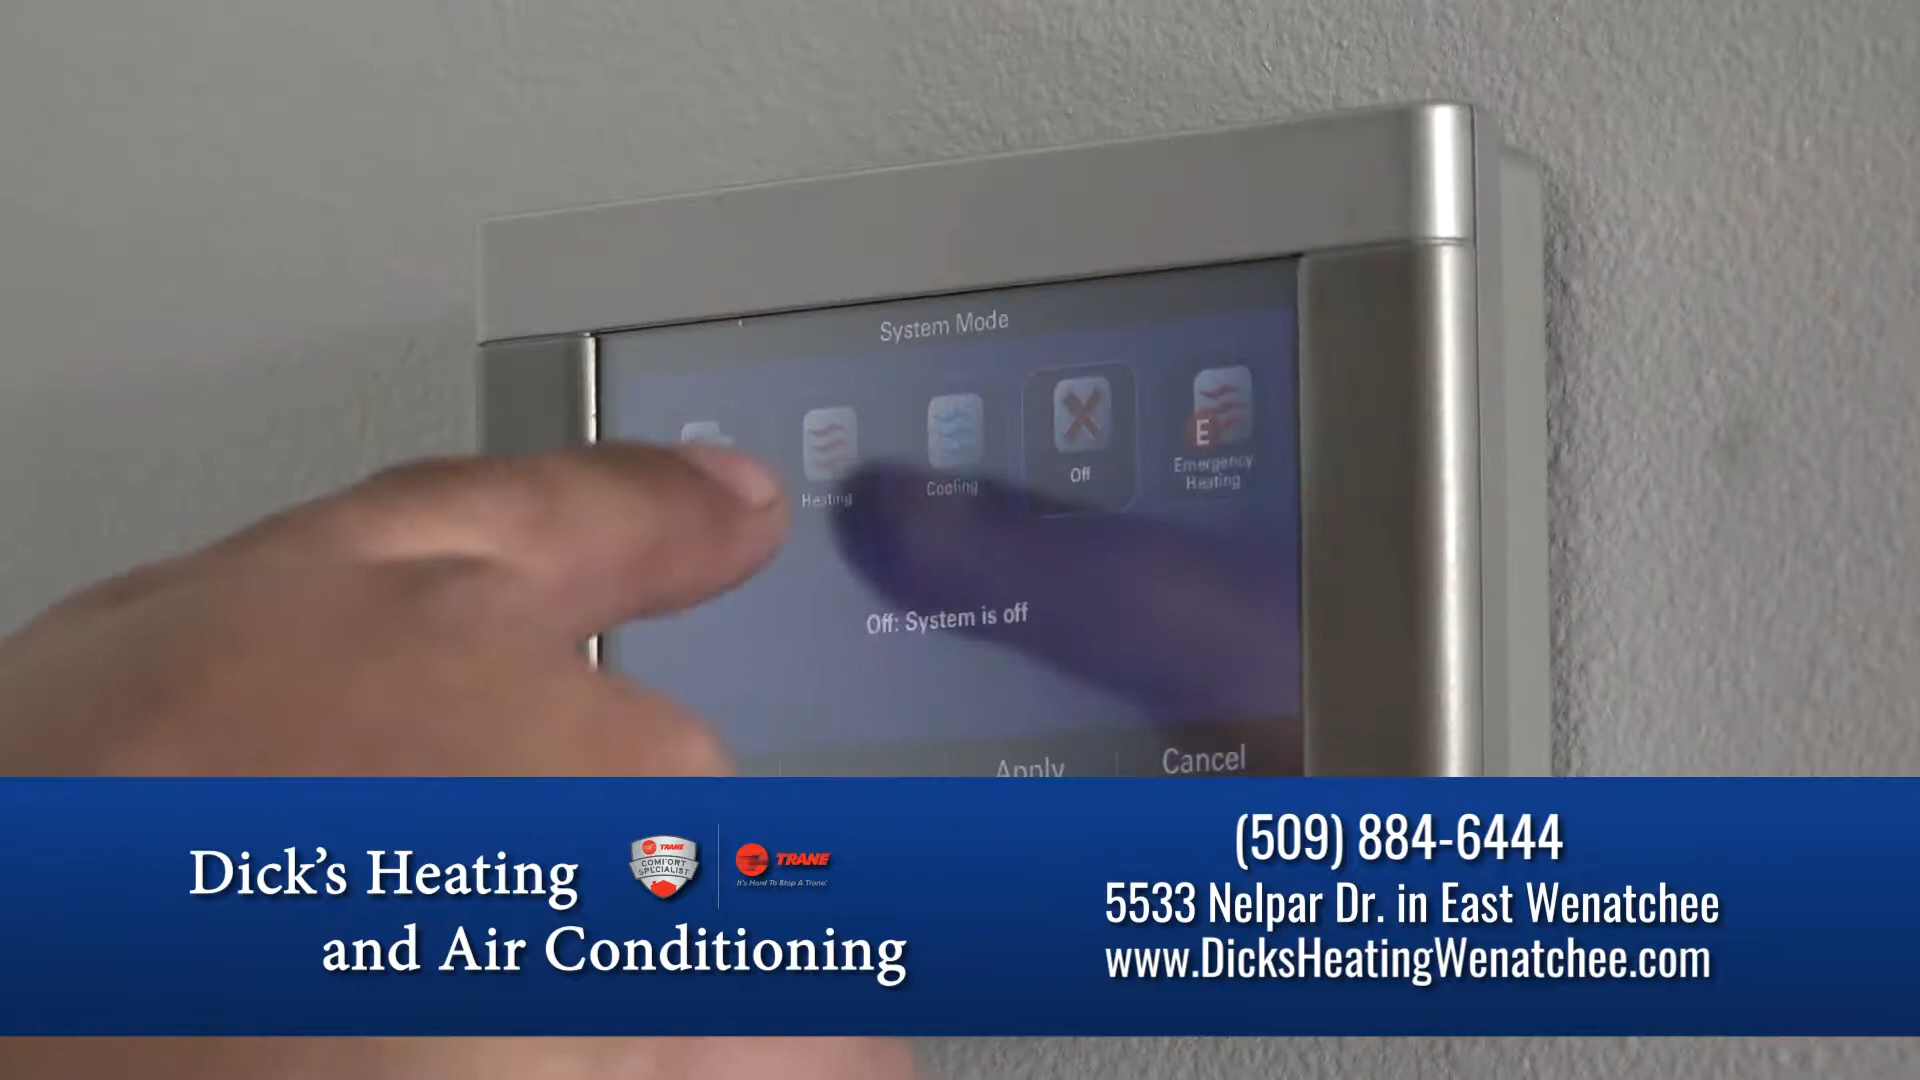 System Mode
Heating
Cooling
Off
E
Emergency
Heating
Off: System is off
Apply
Cancel
Dick's Heating
and Air Conditioning
TRANE
COMFORT
SPECIALIST
TRANE
It's Hard To Stop A Trane.
(509) 884-6444
5533 Nelpar Dr. in East Wenatchee
www.DicksHeatingWenatchee.com